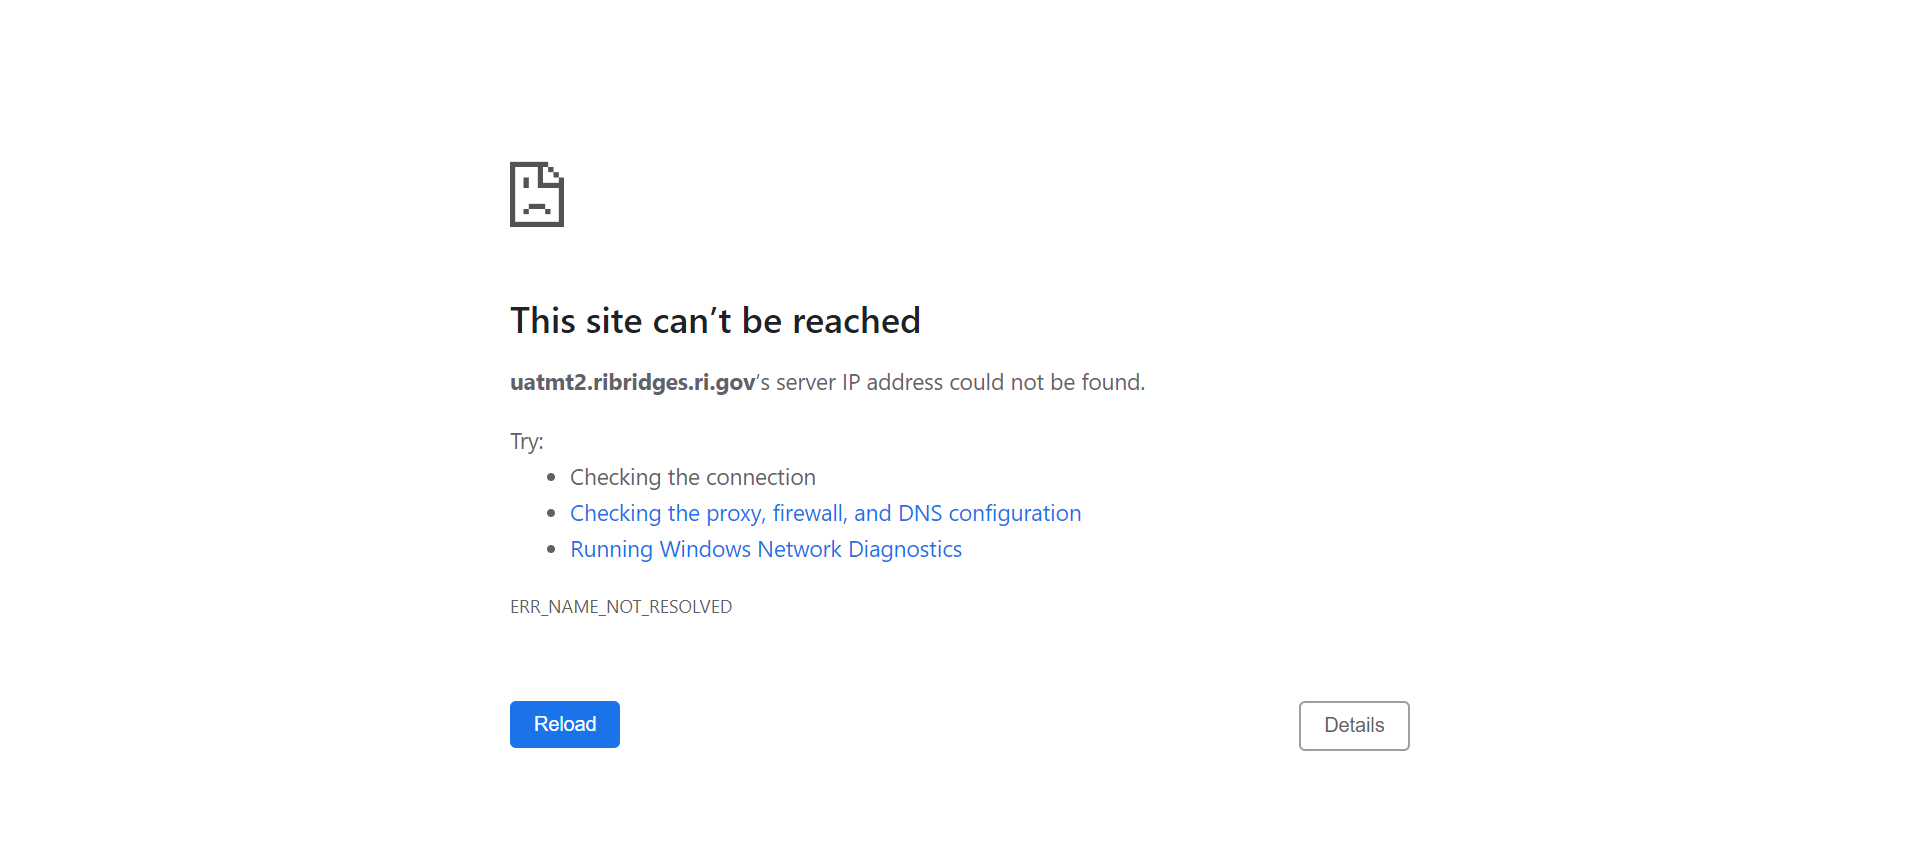 This site can’t be reached
uatmt2.ribridges.ri.gov’s server IP address could not be found.
Try:
• Checking the connection
• Checking the proxy, firewall, and DNS configuration
• Running Windows Network Diagnostics
ERR_NAME_NOT_RESOLVED
Reload
Details